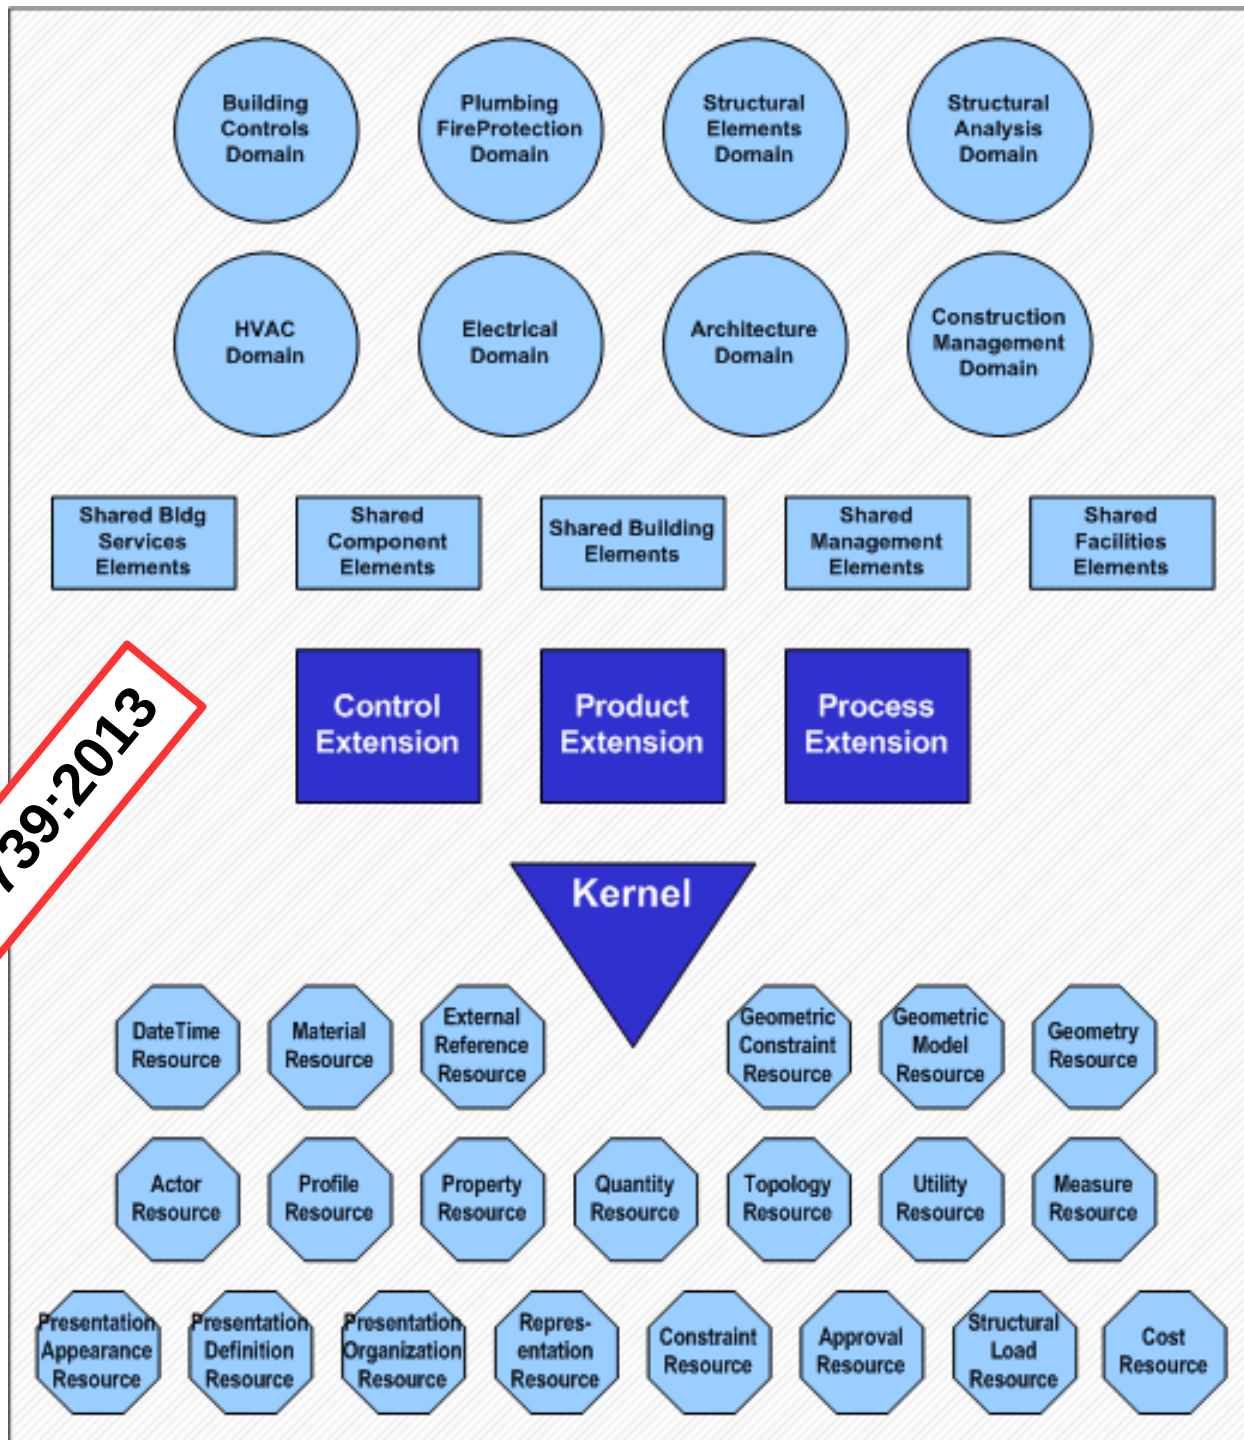 Building
Controls
Domain
Plumbing
FireProtection
Domain
Structural
Elements
Domain
Structural
Analysis
Domain
HVAC
Domain
Electrical
Domain
Architecture
Domain
Construction
Management
Domain
Shared Bldg
Services
Elements
Shared
Component
Elements
Shared Building
Elements
Shared
Management
Elements
Shared
Facilities
Elements
739:2013
Control
Extension
Product
Extension
Process
Extension
Kernel
DateTime
Resource
Material
Resource
External
Reference
Resource
Geometric
Constraint
Resource
Geometric
Model
Resource
Geometry
Resource
Actor
Resource
Profile
Resource
Property
Resource
Quantity
Resource
Topology
Resource
Utility
Resource
Measure
Resource
Presentation
Appearance
Resource
Presentation
Definition
Resource
Presentation
Organization
Resource
Repres-
entation
Resource
Constraint
Resource
Approval
Resource
Structural
Load
Resource
Cost
Resource